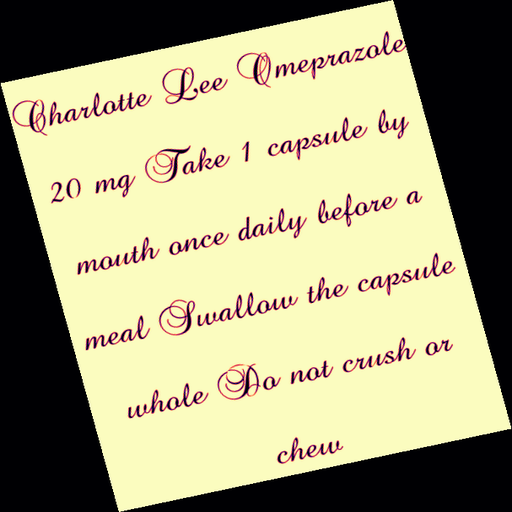 Charlotte Lee Omeprazole
20 mg Take 1 capsule by
mouth once daily before a
meal Swallow the capsule
whole Do not crush or
chew